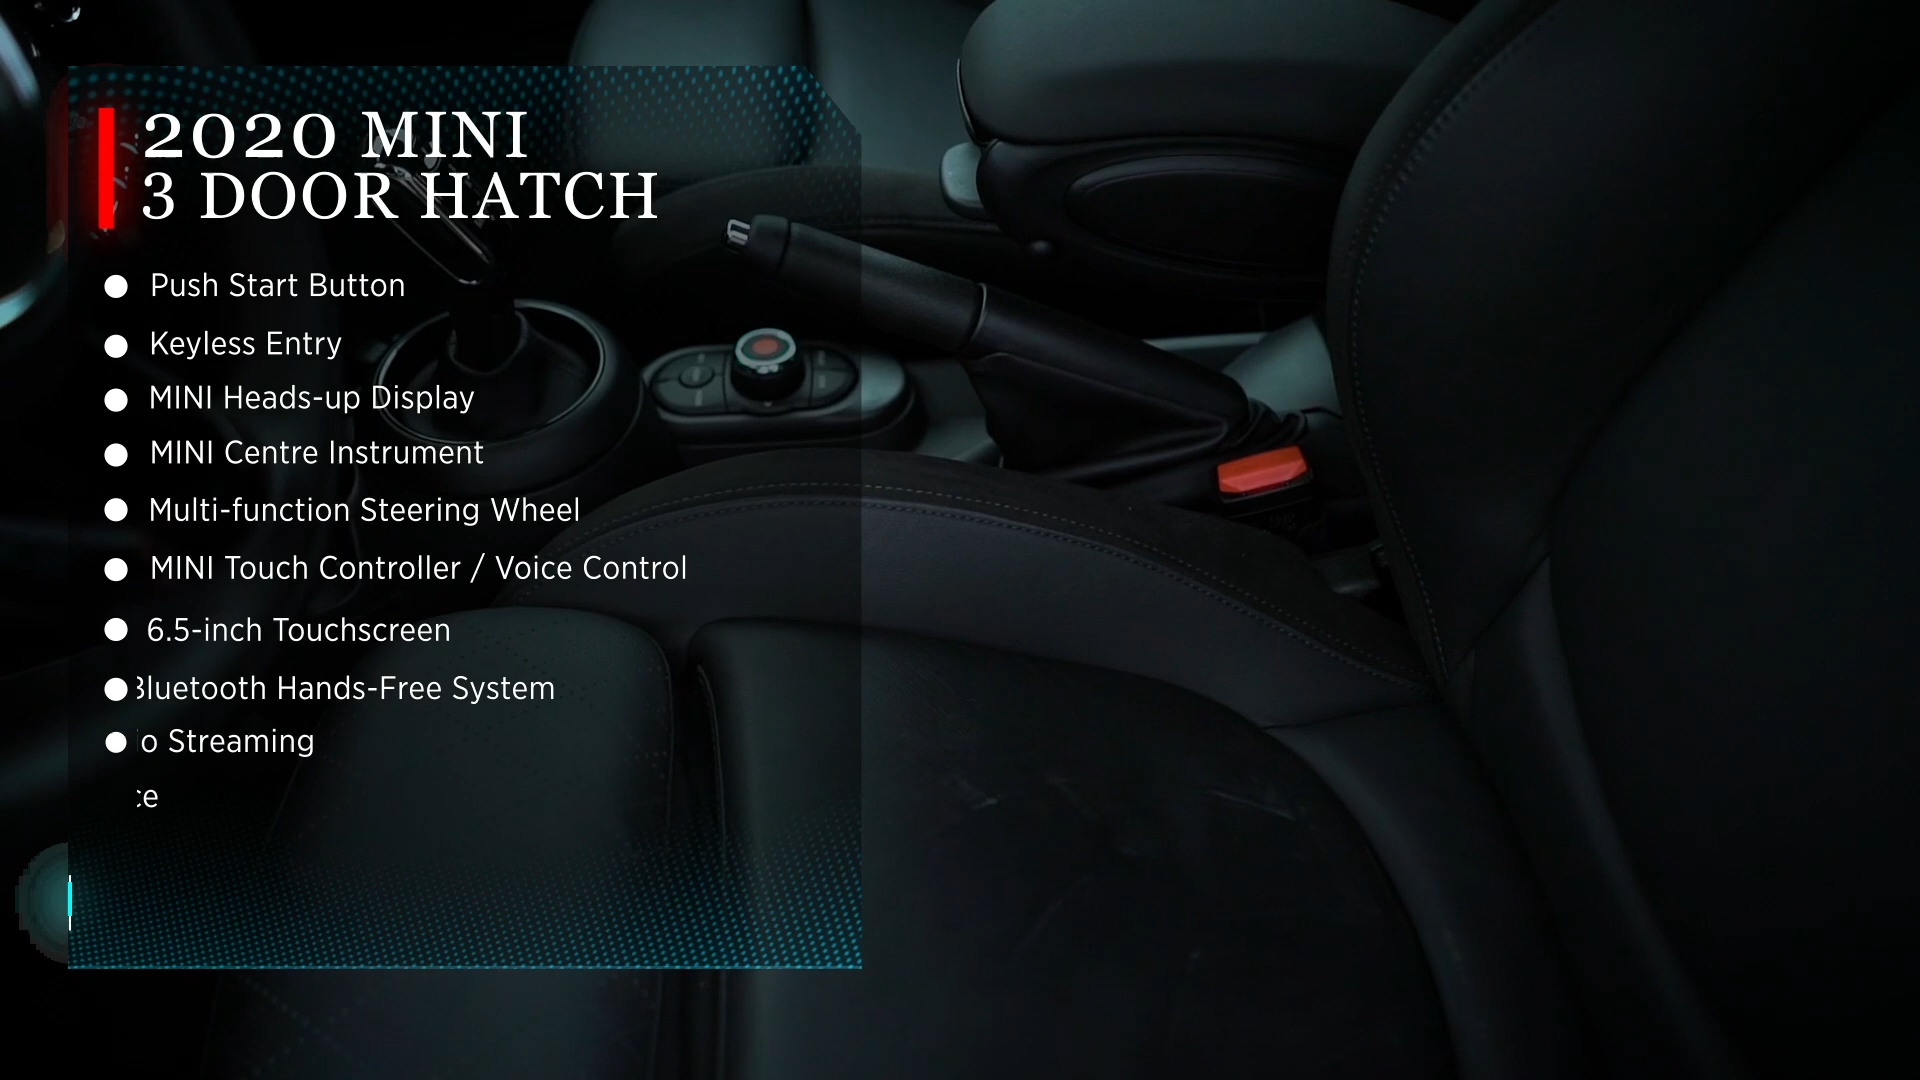 2020 MINI
3 DOOR HATCH
Push Start Button
Keyless Entry
MINI Heads-up Display
MINI Centre Instrument
Multi-function Steering Wheel
MINI Touch Controller / Voice Control
6.5-inch Touchscreen
Bluetooth Hands-Free System
Streaming